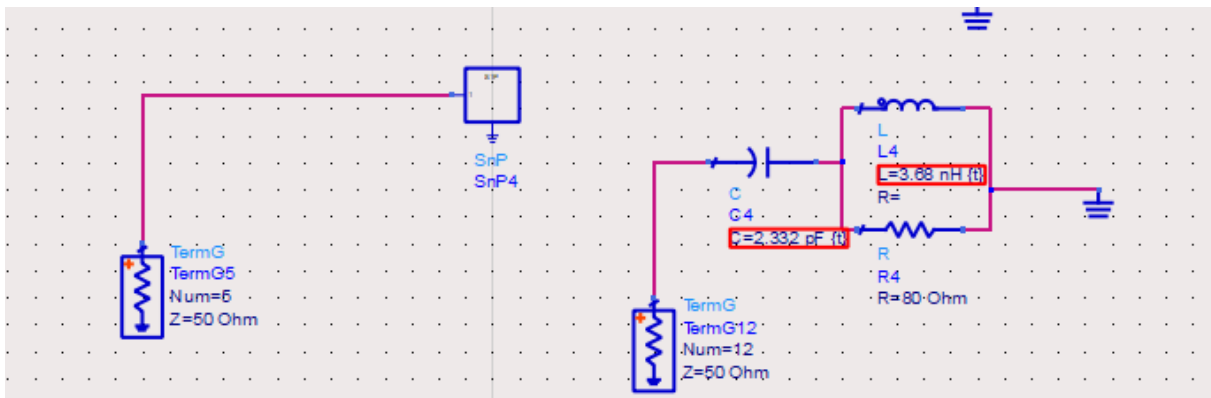 1
SnP
SnP4
TermG
TermG5
Num=5
Z=50 Ohm
L
L4
L=3.68 nH {t}
R=
C
C4
C=2.332 pF {t}
R
R4
R=80 Ohm
TermG
TermG12
Num=12
Z=50 Ohm